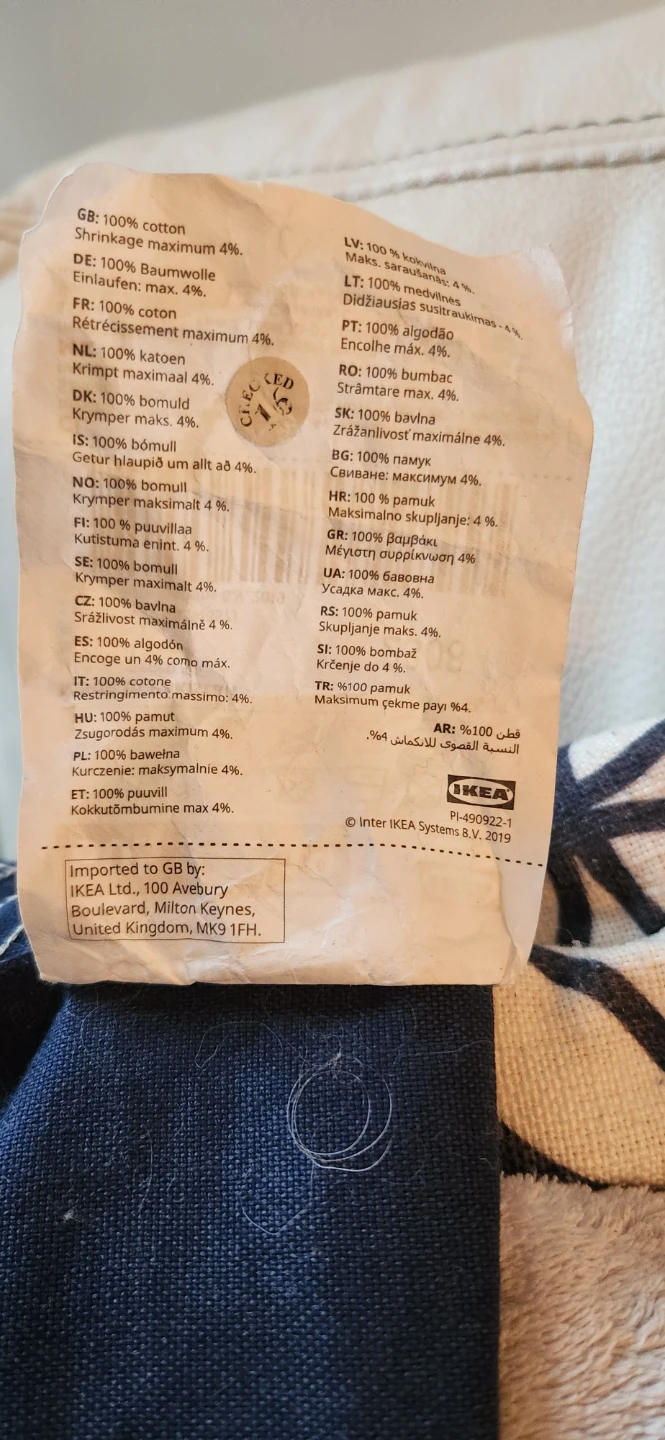 GB: 100% cotton
Shrinkage maximum 4%.
DE: 100% Baumwolle
Einlaufen: max. 4%.
FR: 100% coton
Rétrécissement maximum 4%.
NL: 100% katoen
Krimpt maximaal 4%.
DK: 100% bomuld
Krymper maks. 4%.
IS: 100% bómull
Getur hlaupið um allt að 4%.
NO: 100% bomull
Krymper maksimalt 4 %.
FI: 100 % puuvillaa
Kutistuma enint. 4 %.
SE: 100% bomull
Krymper maximalt 4%.
CZ: 100% bavlna
Srážlivost maximálně 4 %.
ES: 100% algodón
Encoge un 4% como máx.
IT: 100% cotone
Restringimento massimo: 4%.
HU: 100% pamut
Zsugorodás maximum 4%.
PL: 100% bawełna
Kurczenie: maksymalnie 4%.
ET: 100% puuvill
Kokkutõmbumine max 4%.
CHECKED
LV: 100 % kokvilna
Maks. saraušanās: 4 %.
LT: 100% medvilnės
Didžiausias susitraukimas - 4 %.
PT: 100% algodão
Encolhe máx. 4%.
RO: 100% bumbac
Strâmtare max. 4%.
SK: 100% bavlna
Zrážanlivosť maximálne 4%.
BG: 100% памук
Свиване: максимум 4%.
HR: 100 % pamuk
Maksimalno skupljanje: 4 %.
GR: 100% βαμβάκι
Μέγιστη συρρίκνωση 4%
UA: 100% бавовна
Усадка макс. 4%.
RS: 100% pamuk
Skupljanje maks. 4%.
SI: 100% bombaž
Krčenje do 4 %.
TR: %100 pamuk
Maksimum çekme payı %4.
AR: %100 قطن
النسبة القصوى للانكماش 4%.
IKEA
PI-490922-1
© Inter IKEA Systems B.V. 2019
Imported to GB by:
IKEA Ltd., 100 Avebury
Boulevard, Milton Keynes,
United Kingdom, MK9 1FH.